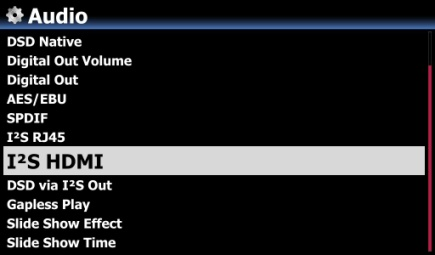 Audio
DSD Native
Digital Out Volume
Digital Out
AES/EBU
SPDIF
I²S RJ45
I²S HDMI
DSD via I²S Out
Gapless Play
Slide Show Effect
Slide Show Time